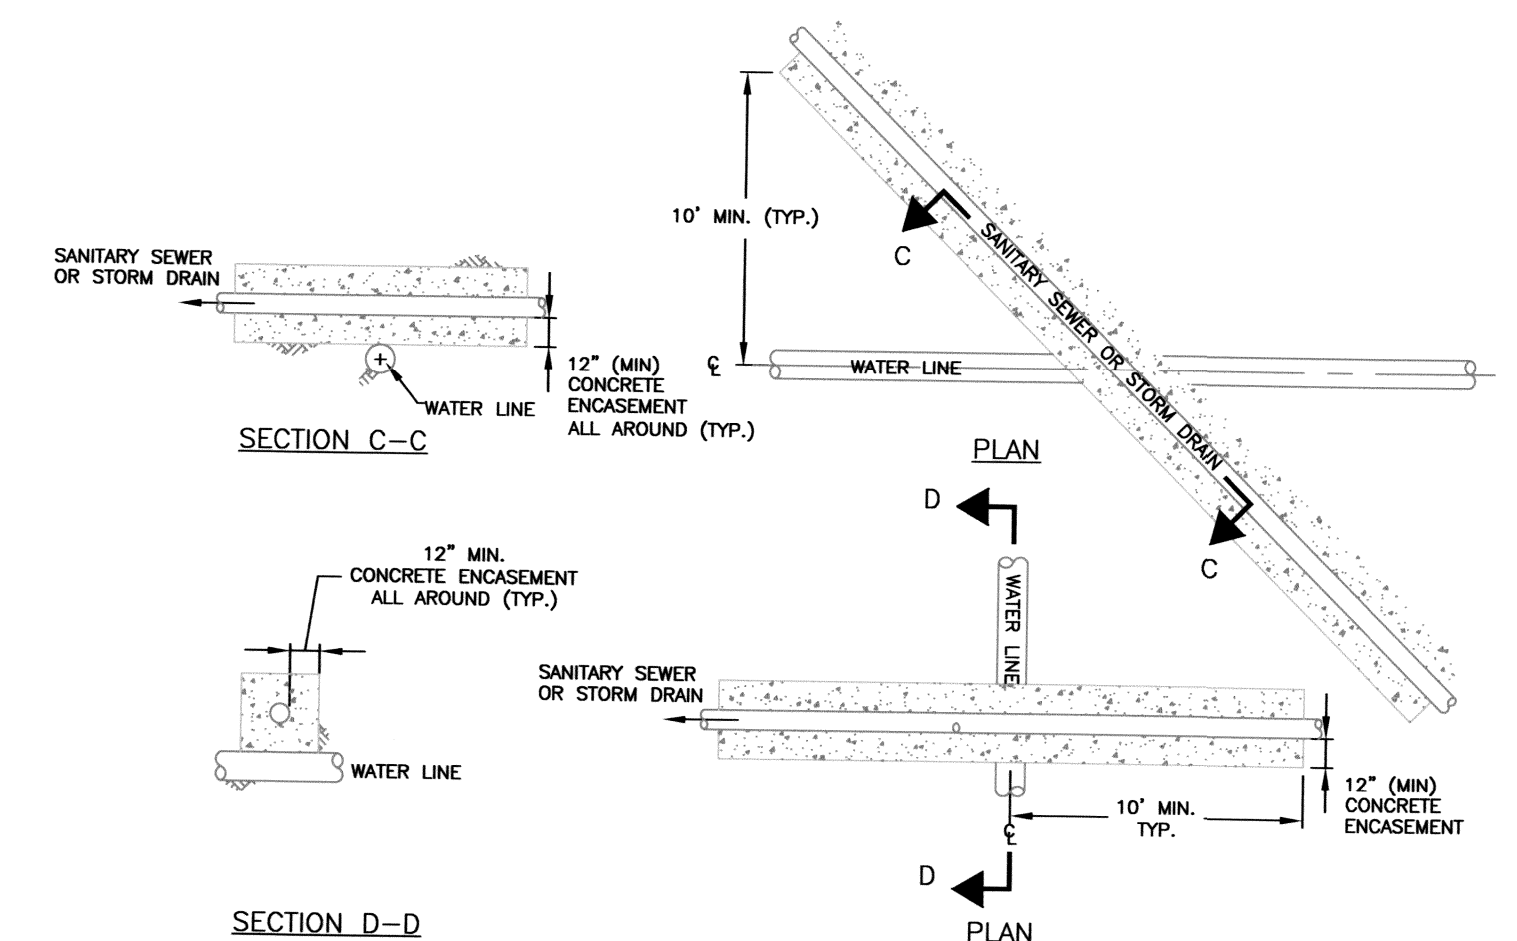 10' MIN. (TYP.)
C
SANITARY SEWER OR STORM DRAIN
SANITARY SEWER
OR STORM DRAIN
12" (MIN)
CONCRETE
ENCASEMENT
ALL AROUND (TYP.)
WATER LINE
SECTION C-C
℄
WATER LINE
PLAN
C
D
12" MIN.
CONCRETE ENCASEMENT
ALL AROUND (TYP.)
WATER LINE
SECTION D-D
WATER LINE
SANITARY SEWER
OR STORM DRAIN
12" (MIN)
CONCRETE
ENCASEMENT
10' MIN.
TYP.
℄
D
PLAN